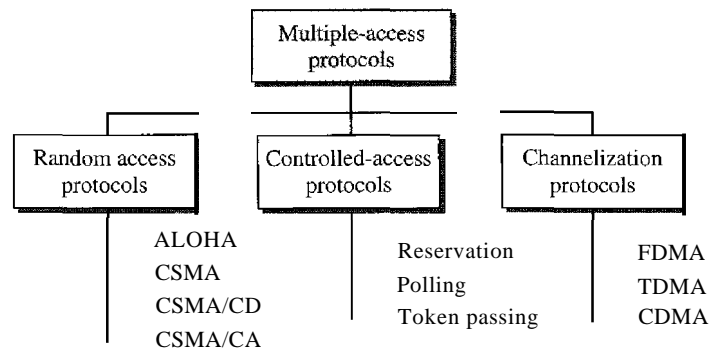 Multiple-access
protocols
Random access
protocols
Controlled-access
protocols
Channelization
protocols
ALOHA
CSMA
CSMA/CD
CSMA/CA
Reservation
Polling
Token passing
FDMA
TDMA
CDMA